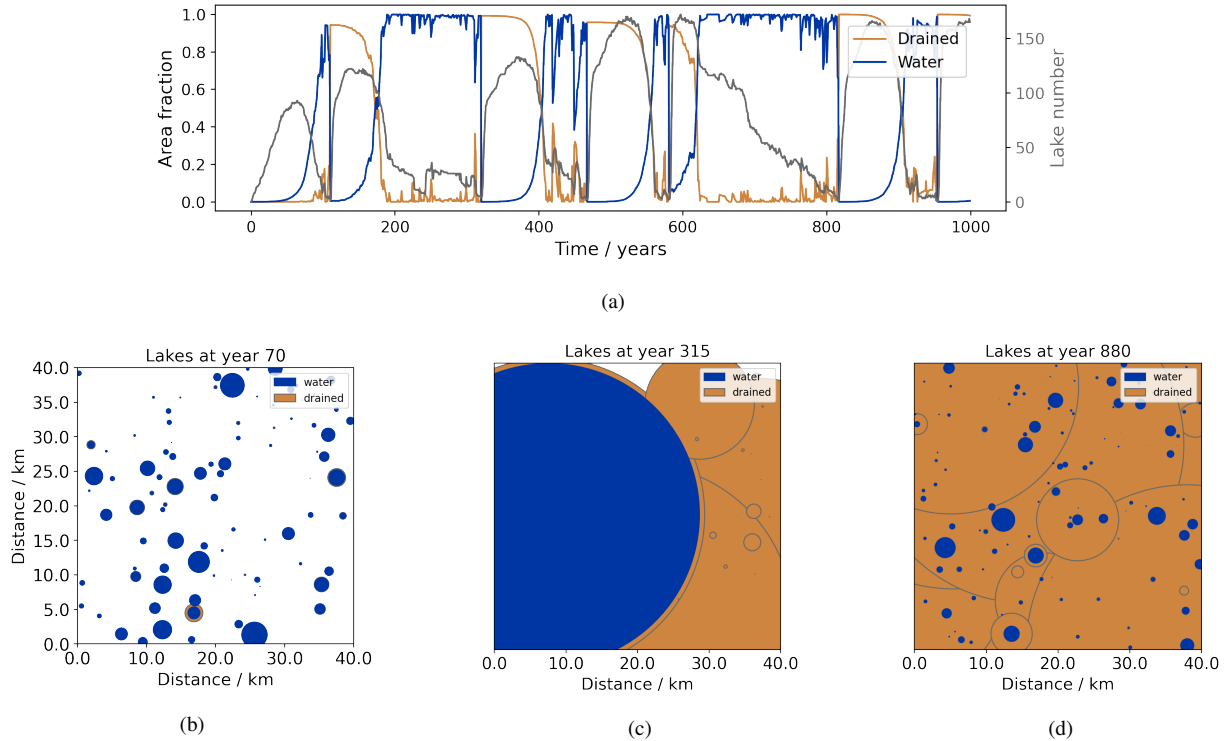 Area fraction
1.0
0.8
0.6
0.4
0.2
0.0
Drained
Water
150
100
50
0
Lake number
0
200
400
600
800
1000
Time / years
(a)
Lakes at year 70
water
drained
40.0
35.0
30.0
25.0
20.0
15.0
10.0
5.0
0.0
Distance / km
0.0
10.0
20.0
30.0
40.0
Distance / km
(b)
Lakes at year 315
water
drained
0.0
10.0
20.0
30.0
40.0
Distance / km
(c)
Lakes at year 880
water
drained
0.0
10.0
20.0
30.0
40.0
Distance / km
(d)